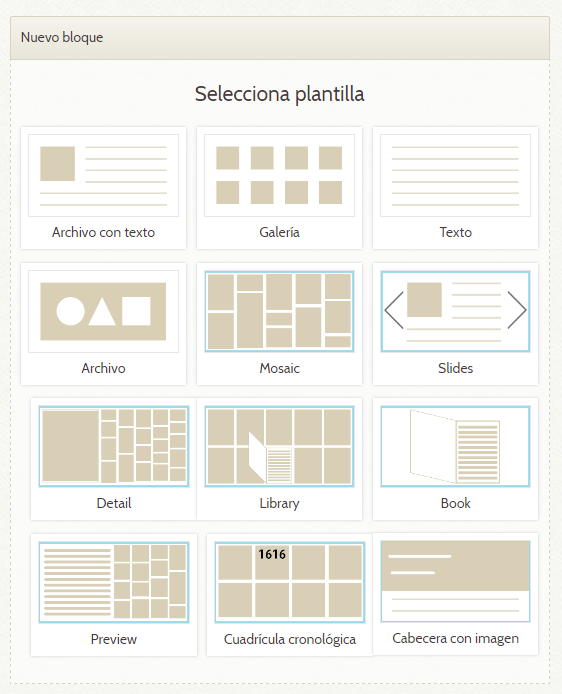 Nuevo bloque
Selecciona plantilla
Archivo con texto
Galería
Texto
Archivo
Mosaic
Slides
Detail
Library
Book
1616
Preview
Cuadrícula cronológica
Cabecera con imagen